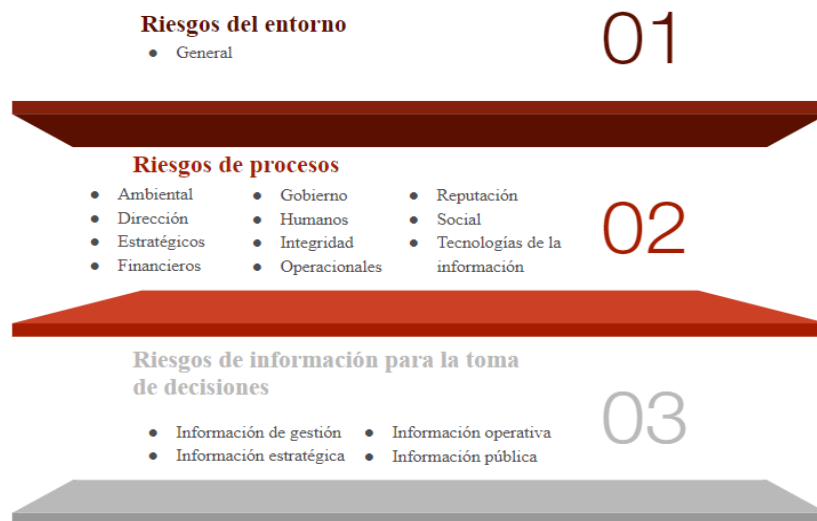 Riesgos del entorno
● General
01
Riesgos de procesos
● Ambiental
● Dirección
● Estratégicos
● Financieros
● Gobierno
● Humanos
● Integridad
● Operacionales
● Reputación
● Social
● Tecnologías de la
información
02
Riesgos de información para la toma
de decisiones
● Información de gestión
● Información estratégica
● Información operativa
● Información pública
03